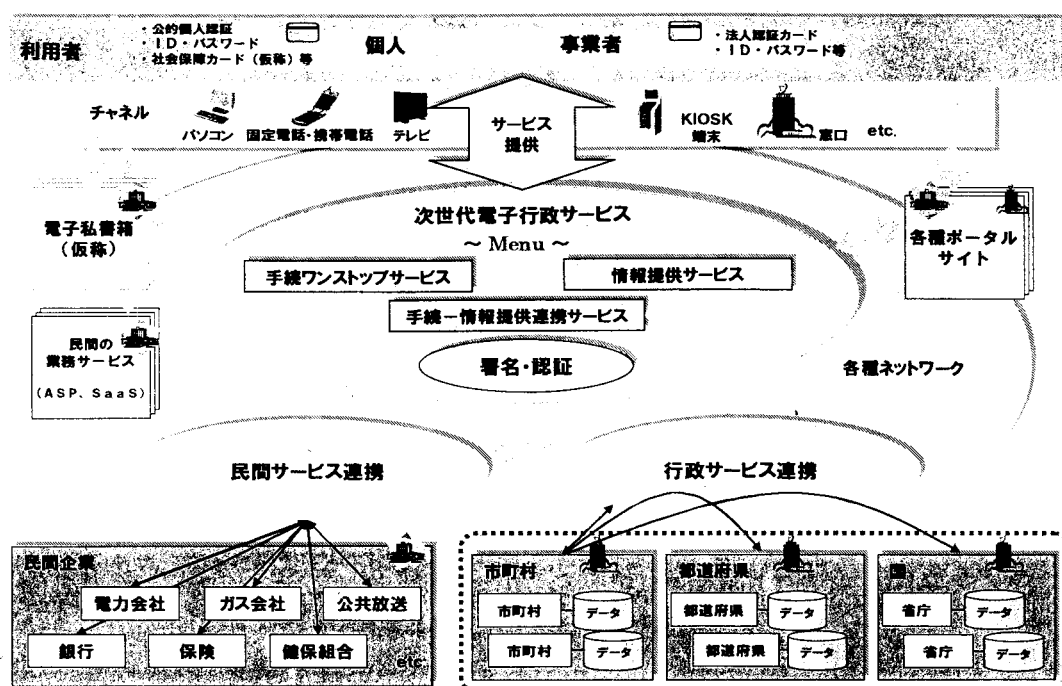 利用者
・公的個人認証
・ＩＤ・パスワード
・社会保障カード（仮称）等
個人
事業者
・法人認証カード
・ＩＤ・パスワード等
チャネル
パソコン
固定電話・携帯電話
テレビ
サービス
提供
KIOSK
端末
窓口
etc.
電子私書箱
（仮称）
次世代電子行政サービス
～ Menu ～
手続ワンストップサービス
情報提供サービス
手続－情報提供連携サービス
署名・認証
各種ポータル
サイト
民間の
業務サービス
（ＡＳＰ、ＳａａＳ）
各種ネットワーク
民間サービス連携
行政サービス連携
民間企業
電力会社
ガス会社
公共放送
銀行
保険
健保組合
etc.
市町村
市町村
データ
市町村
データ
都道府県
都道府県
データ
都道府県
データ
国
省庁
データ
省庁
データ